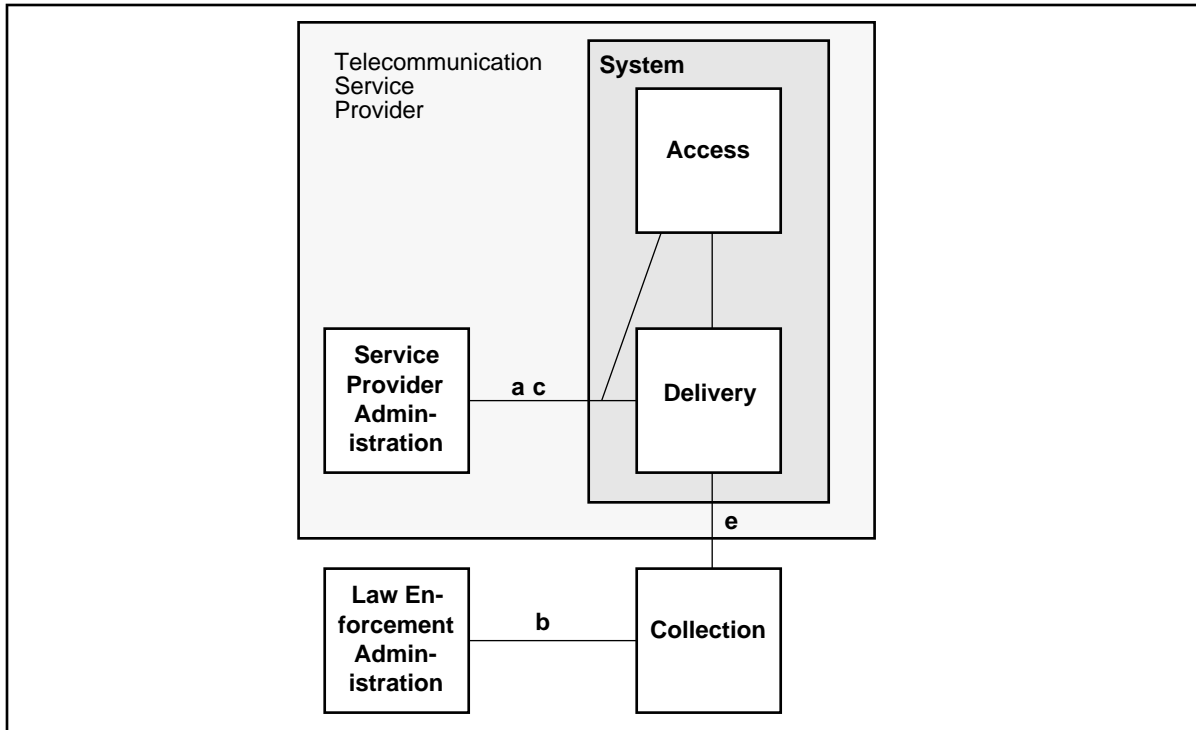 Telecommunication
Service
Provider
System
Access
Service
Provider
Admin-
istration
a c
Delivery
e
Law En-
forcement
Admin-
istration
b
Collection